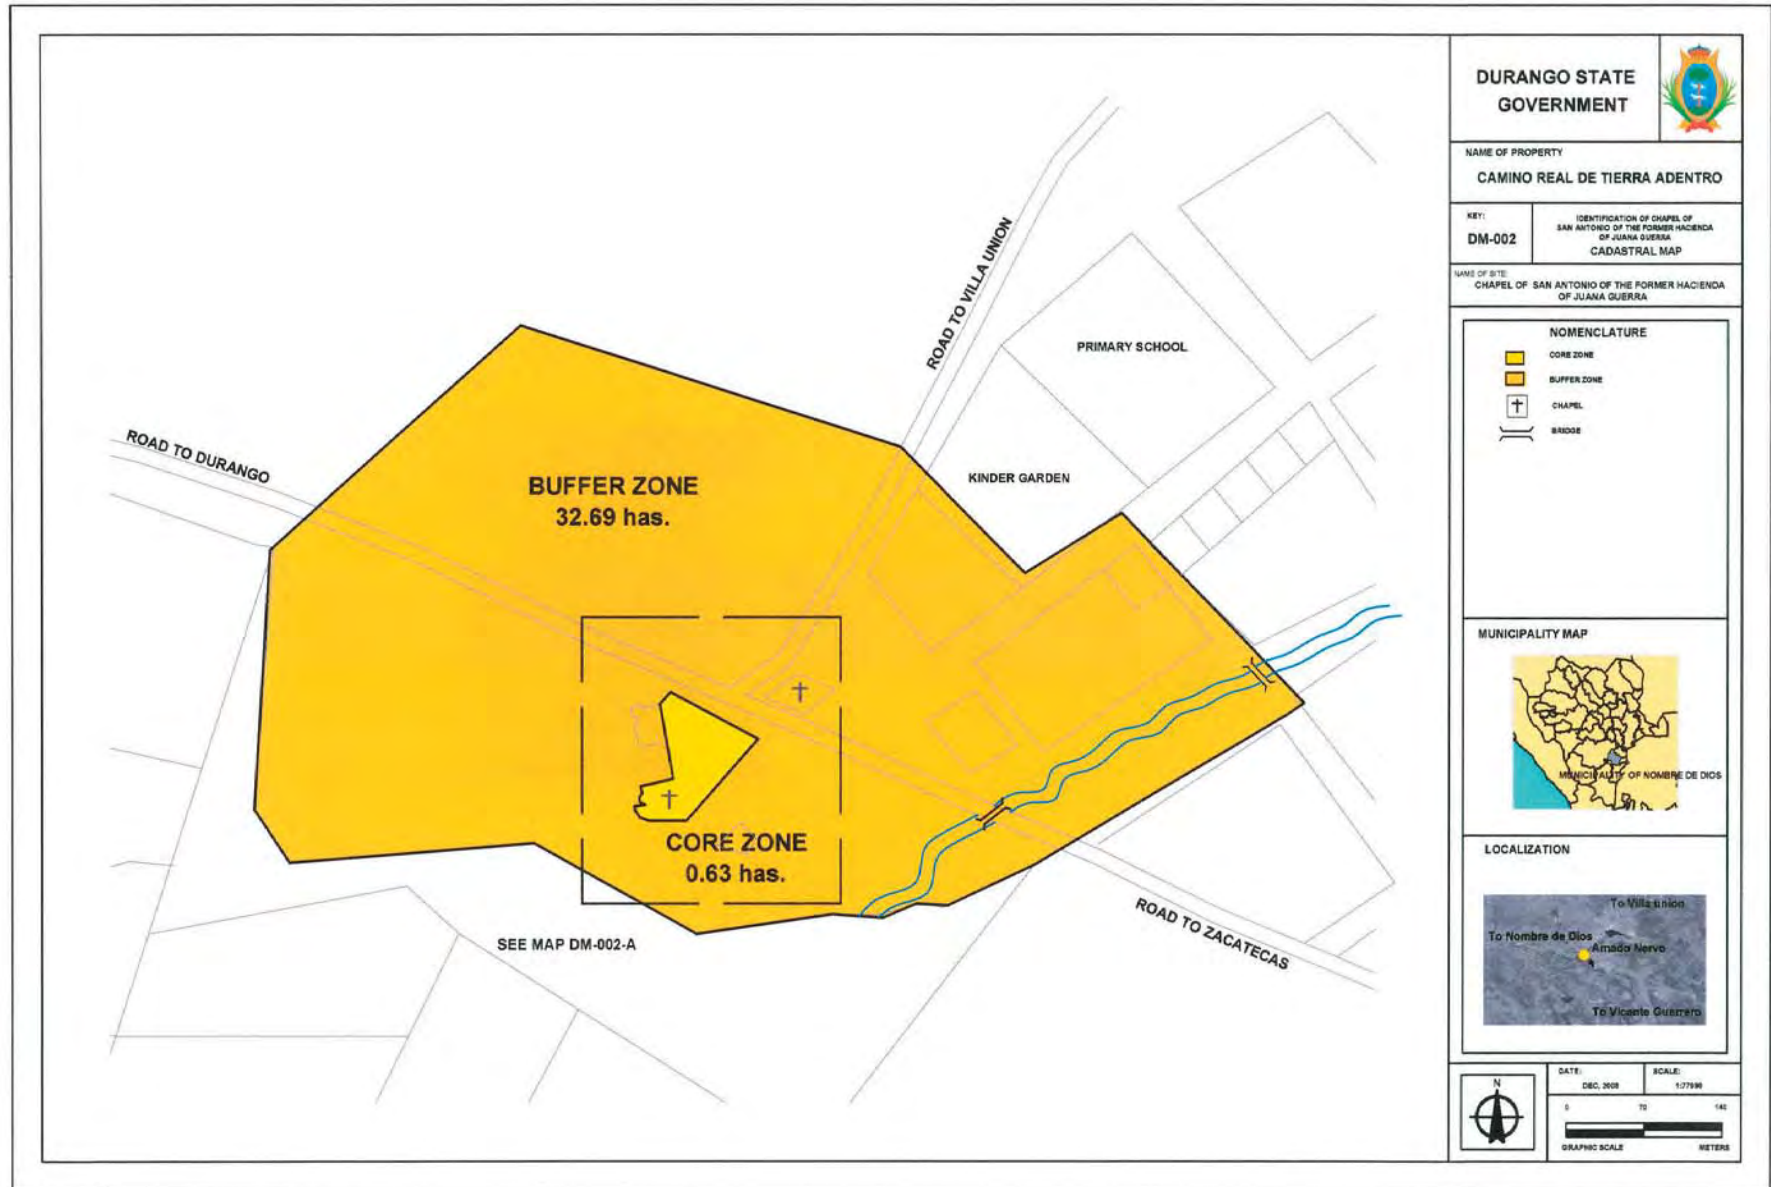 DURANGO STATE
GOVERNMENT
NAME OF PROPERTY
CAMINO REAL DE TIERRA ADENTRO
KEY:
DM-002
IDENTIFICATION OF CHAPEL OF
SAN ANTONIO OF THE FORMER HACIENDA
OF JUANA GUERRA
CADASTRAL MAP
NAME OF SITE:
CHAPEL OF SAN ANTONIO OF THE FORMER HACIENDA
OF JUANA GUERRA
NOMENCLATURE
CORE ZONE
BUFFER ZONE
CHAPEL
BRIDGE
MUNICIPALITY MAP
MUNICIPALITY OF NOMBRE DE DIOS
LOCALIZATION
To Villa union
To Nombre de Dios
Amado Nervo
To Vicente Guerrero
N
DATE:
DEC, 2008
SCALE:
0 70 140
GRAPHIC SCALE METERS
ROAD TO VILLA UNION
PRIMARY SCHOOL
KINDER GARDEN
ROAD TO DURANGO
BUFFER ZONE
32.69 has.
CORE ZONE
0.63 has.
SEE MAP DM-002-A
ROAD TO ZACATECAS